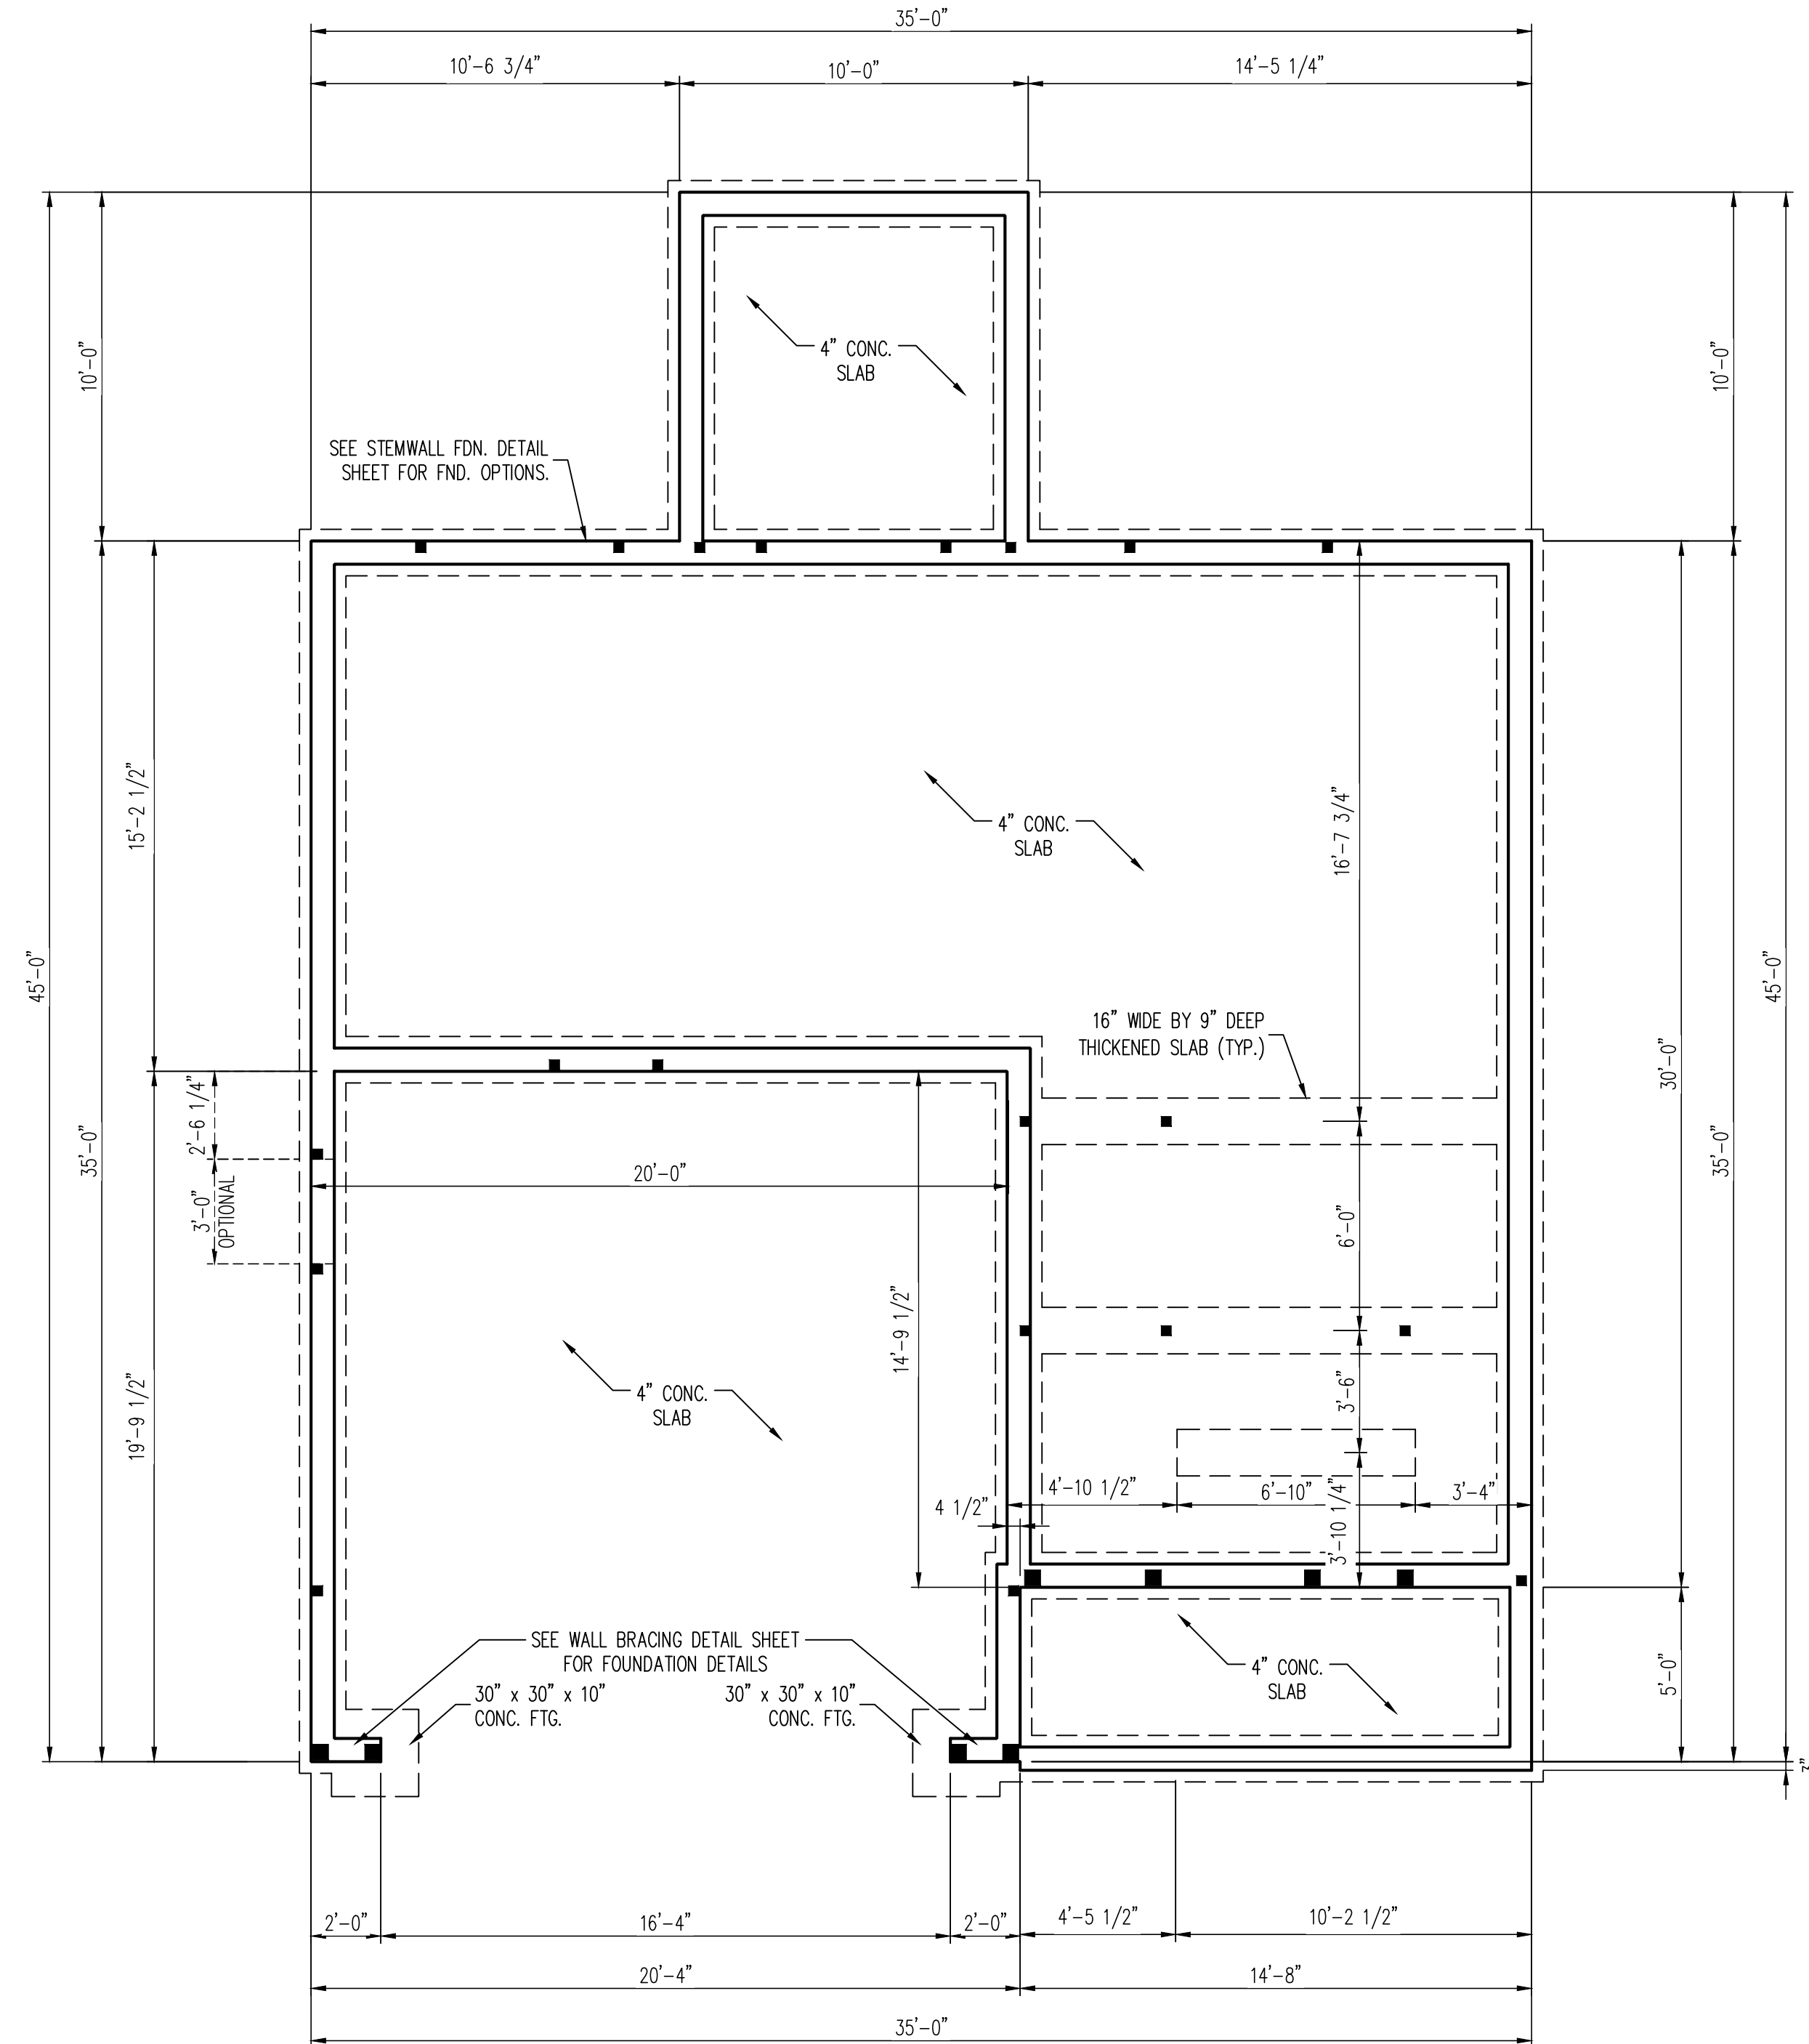 35'-0"
10'-6 3/4"
10'-0"
14'-5 1/4"
10'-0"
10'-0"
4" CONC.
SLAB
SEE STEMWALL FDN. DETAIL
SHEET FOR FND. OPTIONS.
15'-2 1/2"
16'-7 3/4"
4" CONC.
SLAB
45'-0"
45'-0"
16" WIDE BY 9" DEEP
THICKENED SLAB (TYP.)
30'-0"
35'-0"
35'-0"
2'-6 1/4"
20'-0"
3'-0"
OPTIONAL
6'-0"
14'-9 1/2"
19'-9 1/2"
4" CONC.
SLAB
3'-6"
4 1/2"
4'-10 1/2"
6'-10"
3'-4"
3'-10 1/4"
SEE WALL BRACING DETAIL SHEET
FOR FOUNDATION DETAILS
30" x 30" x 10"
CONC. FTG.
30" x 30" x 10"
CONC. FTG.
4" CONC.
SLAB
5'-0"
3"
2'-0"
16'-4"
2'-0"
4'-5 1/2"
10'-2 1/2"
20'-4"
14'-8"
35'-0"